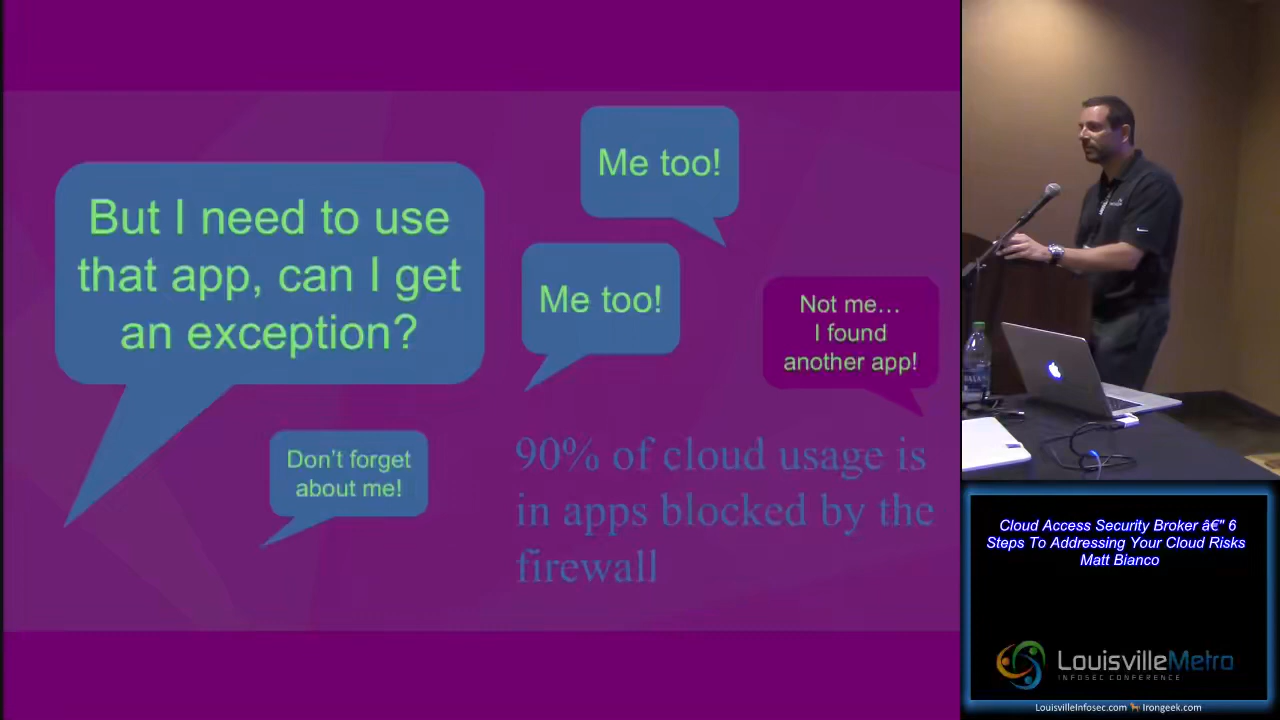 But I need to use
that app, can I get
an exception?
Me too!
Me too!
Not me…
I found
another app!
Don't forget
about me!
90% of cloud usage is
in apps blocked by the
firewall
Cloud Access Security Broker â€" 6
Steps To Addressing Your Cloud Risks
Matt Bianco
LouisvilleMetro
INFOSEC CONFERENCE
LouisvilleInfosec.com Irongeek.com